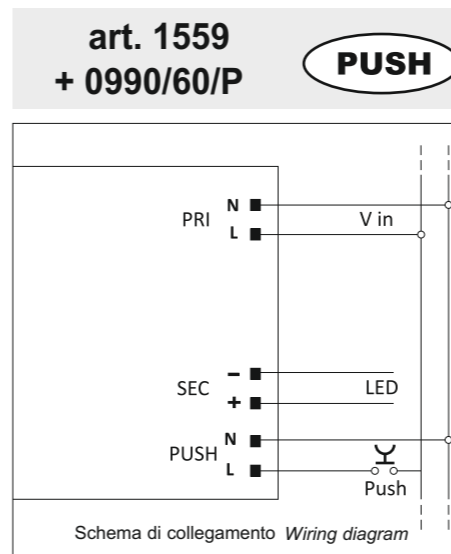 art. 1559
+ 0990/60/P
PUSH
PRI
N
L
V in
SEC
−
+
LED
PUSH
N
L
Push
Schema di collegamento Wiring diagram